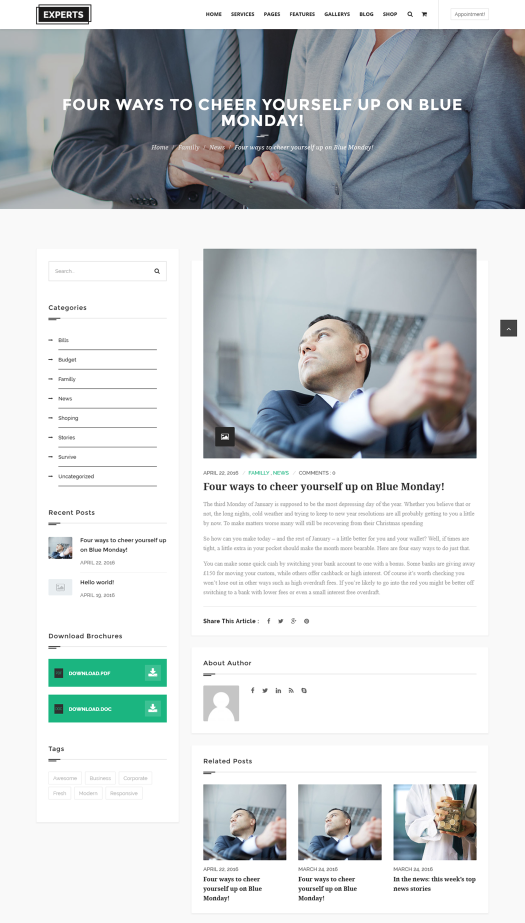 EXPERTS
HOME SERVICES PAGES FEATURES GALLERYS BLOG SHOP Appointment!
FOUR WAYS TO CHEER YOURSELF UP ON BLUE
MONDAY!
Home / Familly / News / Four ways to cheer yourself up on Blue Monday!
Search...
Categories
Bills
Budget
Familly
News
Shoping
Stories
Survive
Uncategorized
Recent Posts
Four ways to cheer yourself up
on Blue Monday!
APRIL 22, 2016
Hello world!
APRIL 19, 2016
Download Brochures
DOWNLOAD.PDF
DOWNLOAD.DOC
Tags
Awesome Business Corporate
Fresh Modern Responsive
APRIL 22, 2016 / FAMILLY, NEWS / COMMENTS : 0
Four ways to cheer yourself up on Blue Monday!
The third Monday of January is supposed to be the most depressing day of the year. Whether you believe that or
not, the long nights, cold weather and trying to keep to new year resolutions are all probably getting to you a little
by now. To make matters worse many will still be recovering from their Christmas spending
So how can you make today – and the rest of January – a little better for you and your wallet? Well, if times are
tight, a little extra in your pocket should make the month more bearable. Here are four easy ways to do just that.
You can make some quick cash by switching your bank account to one with a bonus. Some banks are giving away
£150 for moving your custom, while others offer cashback or high interest. Of course it's worth checking you
won't lose out in other ways such as high overdraft fees. If you're likely to go into the red you might be better off
switching to a bank with lower fees or even a small interest free overdraft.
Share This Article :
About Author
Related Posts
APRIL 22, 2016
Four ways to cheer
yourself up on Blue
Monday!
MARCH 24, 2016
Four ways to cheer
yourself up on Blue
Monday!
MARCH 24, 2016
In the news: this week's top
news stories